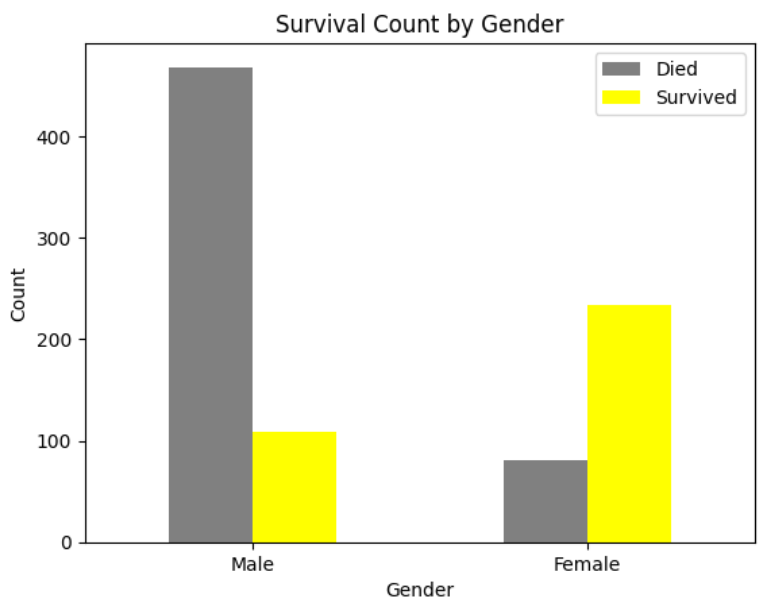 Survival Count by Gender
Died
Survived
400
300
200
100
0
Count
Male
Female
Gender